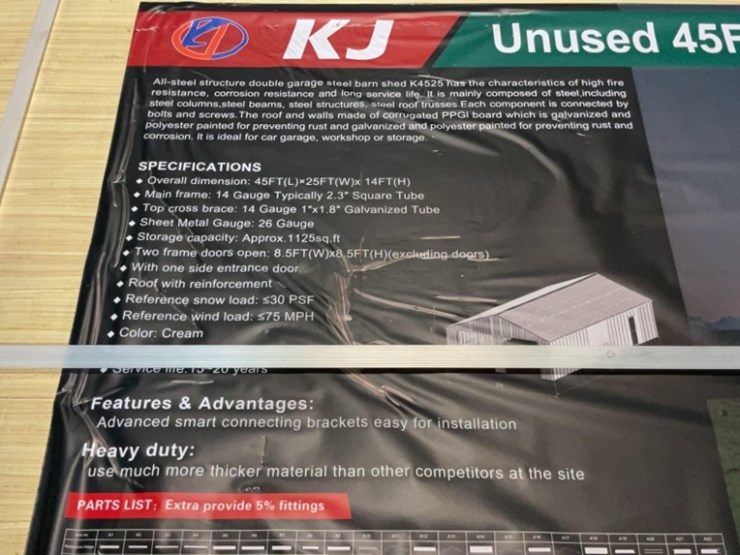 KJ
Unused 45F
All-steel structure double garage steel barn shed K4525 has the characteristics of high fire
resistance, corrosion resistance and long service life. It is mainly composed of steel,including
steel columns,steel beams, steel structures, steel roof trusses.Each component is connected by
bolts and screws.The roof and walls made of corrugated PPGI board which is galvanized and
polyester painted for preventing rust and galvanized and polyester painted for preventing rust and
corrosion. It is ideal for car garage, workshop or storage.
SPECIFICATIONS
◆ Overall dimension: 45FT(L)×25FT(W)x 14FT(H)
◆ Main frame: 14 Gauge Typically 2.3" Square Tube
◆ Top cross brace: 14 Gauge 1"x1.8" Galvanized Tube
◆ Sheet Metal Gauge: 26 Gauge
◆ Storage capacity: Approx.1125sq.ft
◆ Two frame doors open: 8.5FT(W)x8.5FT(H)(excluding doors)
◆ With one side entrance door
◆ Roof with reinforcement
◆ Reference snow load: ≤30 PSF
◆ Reference wind load: ≤75 MPH
◆ Color: Cream
◆ Service life: 15-20 years
Features & Advantages:
Advanced smart connecting brackets easy for installation
Heavy duty:
use much more thicker material than other competitors at the site
PARTS LIST: Extra provide 5% fittings